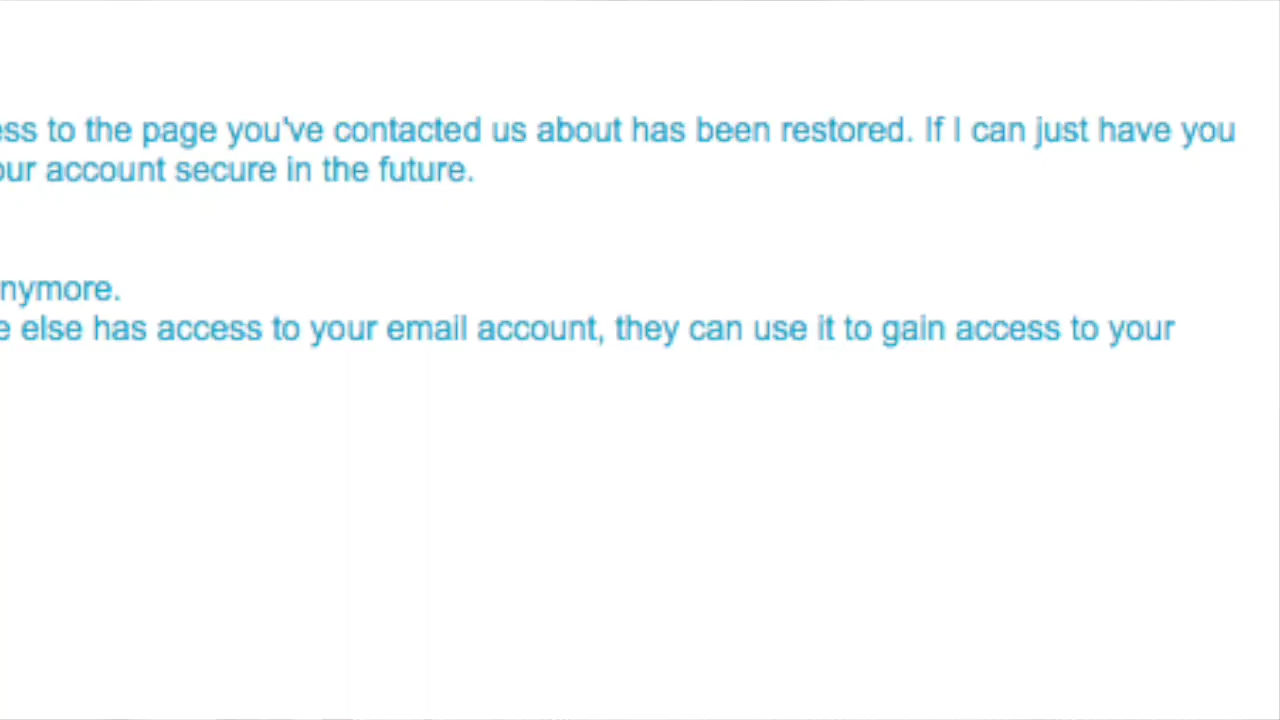 ess to the page you've contacted us about has been restored. If I can just have you
our account secure in the future.
nymore.
e else has access to your email account, they can use it to gain access to your